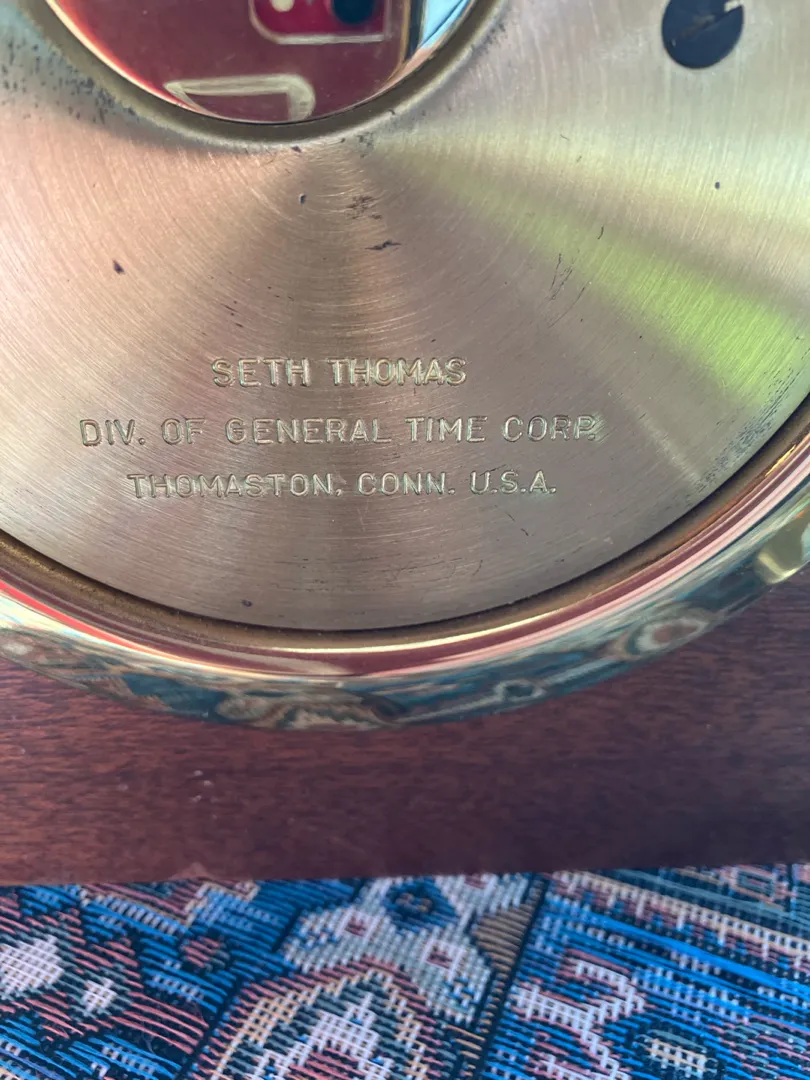 SETH THOMAS
DIV. OF GENERAL TIME CORP.
THOMASTON, CONN. U.S.A.